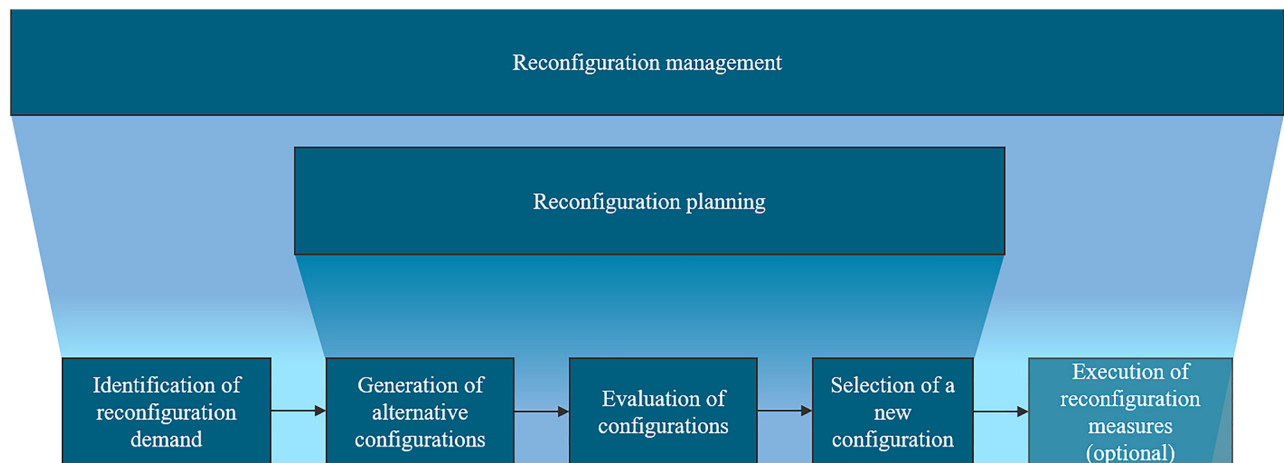 Reconfiguration management
Reconfiguration planning
Identification of
reconfiguration
demand
Generation of
alternative
configurations
Evaluation of
configurations
Selection of a
new
configuration
Execution of
reconfiguration
measures
(optional)